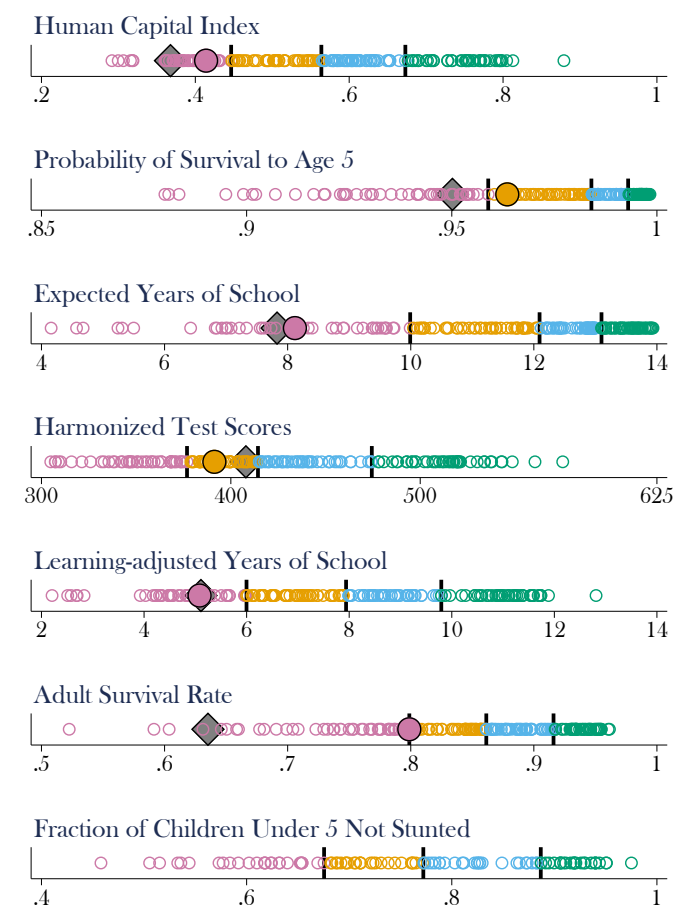 Human Capital Index
.2 .4 .6 .8 1
Probability of Survival to Age 5
.85 .9 .95 1
Expected Years of School
4 6 8 10 12 14
Harmonized Test Scores
300 400 500 625
Learning-adjusted Years of School
2 4 6 8 10 12 14
Adult Survival Rate
.5 .6 .7 .8 .9 1
Fraction of Children Under 5 Not Stunted
.4 .6 .8 1